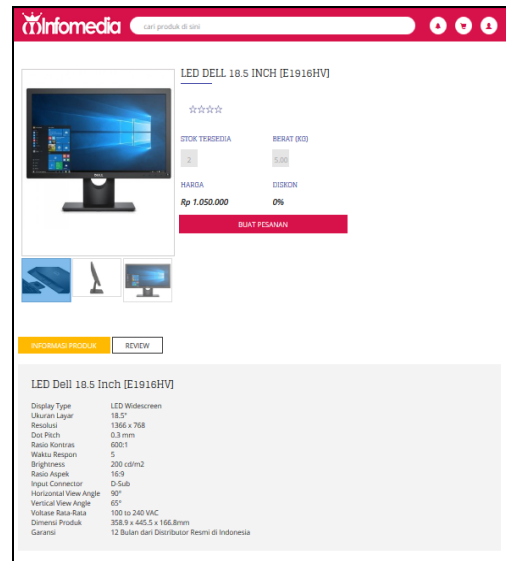 Infomedia
cari produk di sini
LED DELL 18.5 INCH [E1916HV]
STOK TERSEDIA BERAT (KG)
2 5.00
HARGA DISKON
Rp 1.050.000 0%
BUAT PESANAN
DELL
INFORMASI PRODUK REVIEW
LED Dell 18.5 Inch [E1916HV]
Display Type LED Widescreen
Ukuran Layar 18.5"
Resolusi 1366 x 768
Dot Pitch 0.3 mm
Rasio Kontras 600:1
Waktu Respon 5
Brightness 200 cd/m2
Rasio Aspek 16:9
Input Connector D-Sub
Horizontal View Angle 90°
Vertical View Angle 65°
Voltase Rata-Rata 100 to 240 VAC
Dimensi Produk 358.9 x 445.5 x 166.8mm
Garansi 12 Bulan dari Distributor Resmi di Indonesia